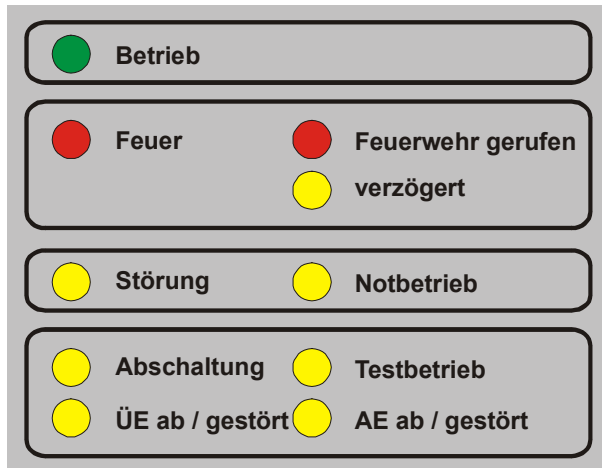 Betrieb
Feuer
Feuerwehr gerufen
verzögert
Störung
Notbetrieb
Abschaltung
Testbetrieb
ÜE ab / gestört
AE ab / gestört